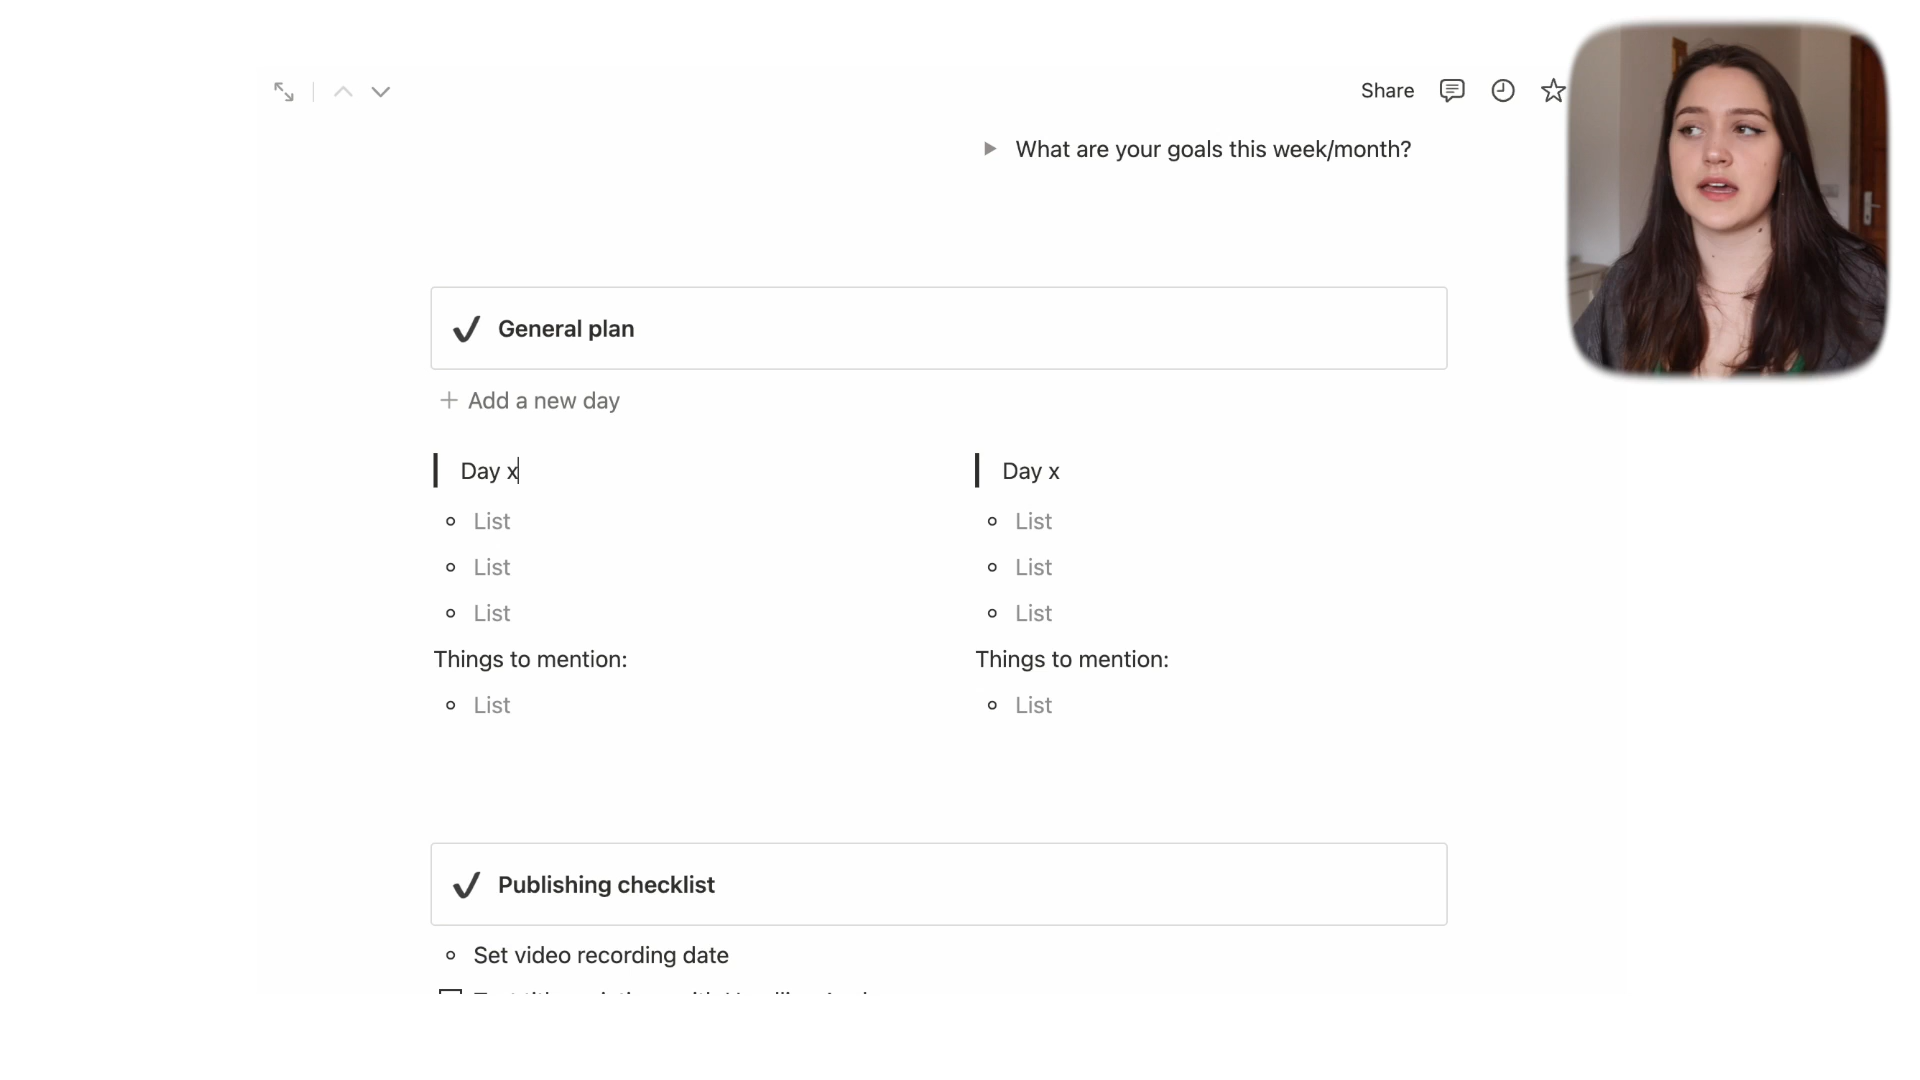 Share
What are your goals this week/month?
General plan
Add a new day
Day x
List
List
List
Things to mention:
List
Day x
List
List
List
Things to mention:
List
Publishing checklist
Set video recording date